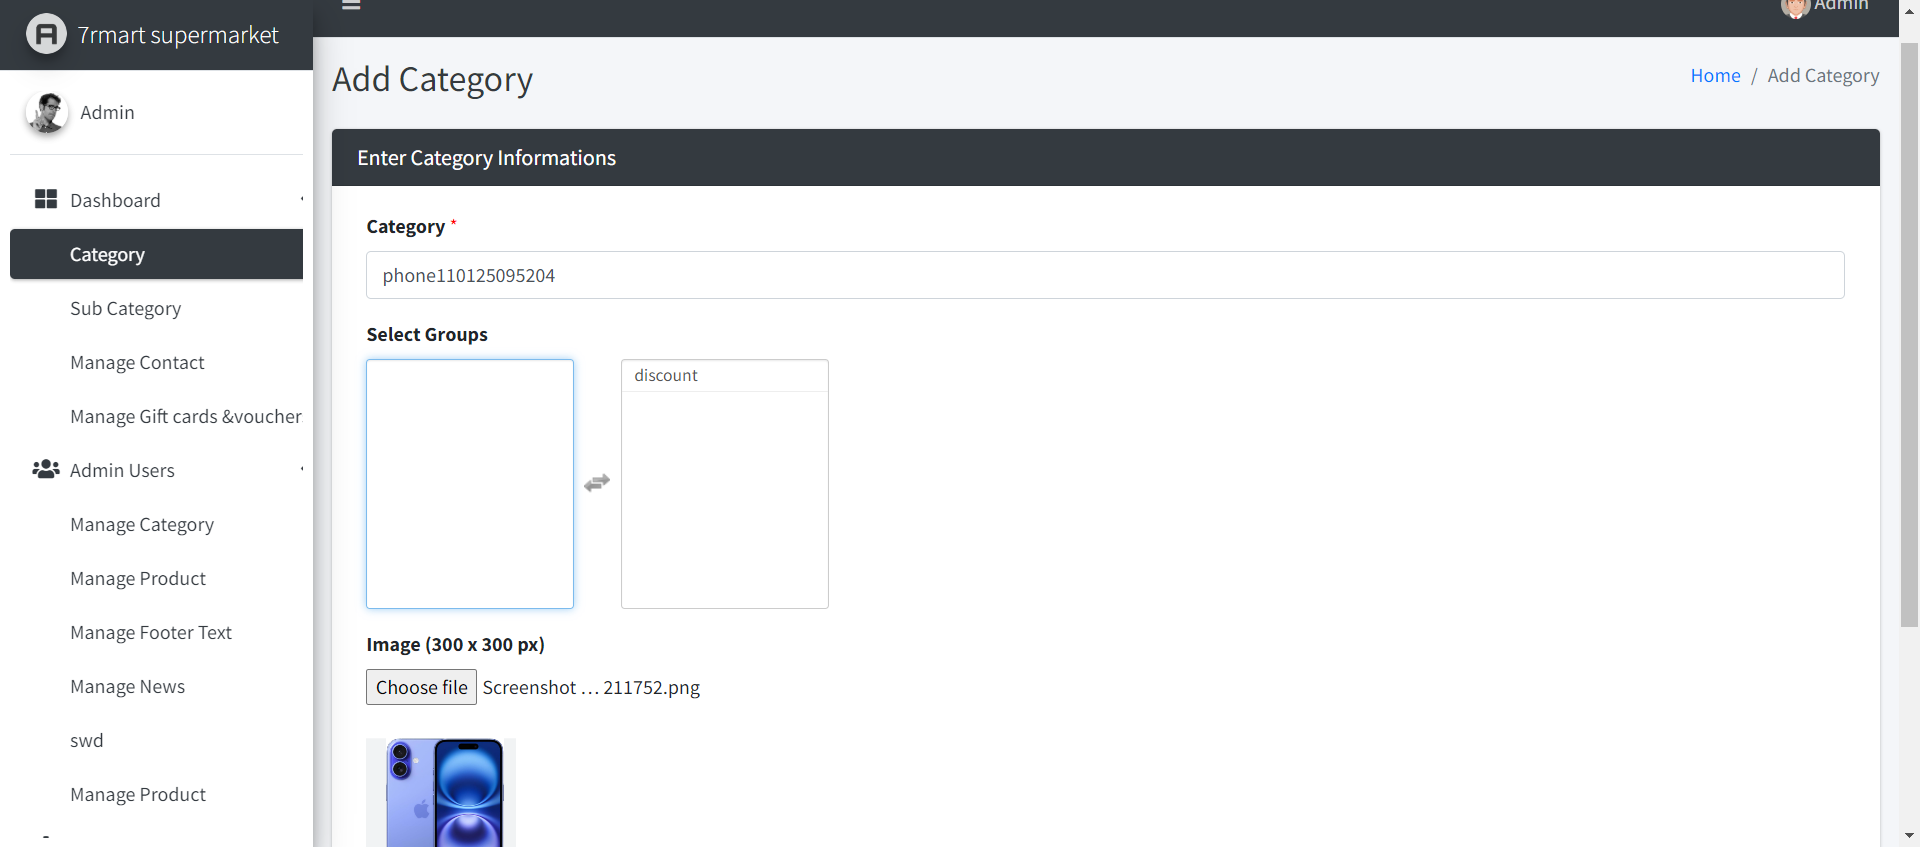 7rmart supermarket
Admin
Admin
Dashboard
Category
Sub Category
Manage Contact
Manage Gift cards &voucher
Admin Users
Manage Category
Manage Product
Manage Footer Text
Manage News
swd
Manage Product
Add Category
Home / Add Category
Enter Category Informations
Category *
phone110125095204
Select Groups
discount
Image (300 x 300 px)
Choose file Screenshot ... 211752.png